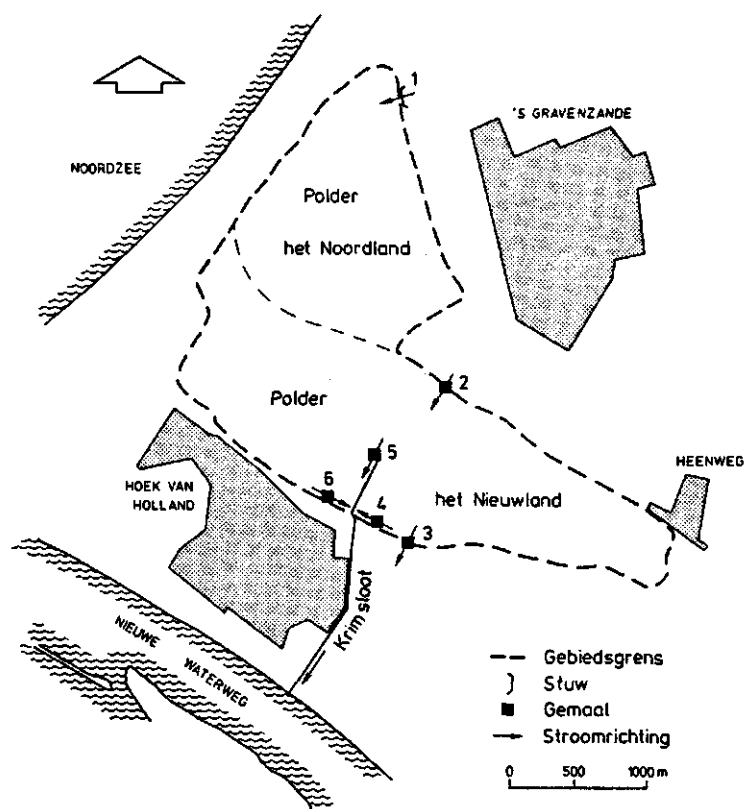 1
'S GRAVENZANDE
NOORDZEE
Polder
het Noordland
2
Polder
HEENWEG
5
6
HOEK VAN
HOLLAND
4
het Nieuwland
3
Krimsloot
NIEUWE
WATERWEG
Gebiedsgrens
Stuw
Gemaal
Stroomrichting
0 500 1000 m